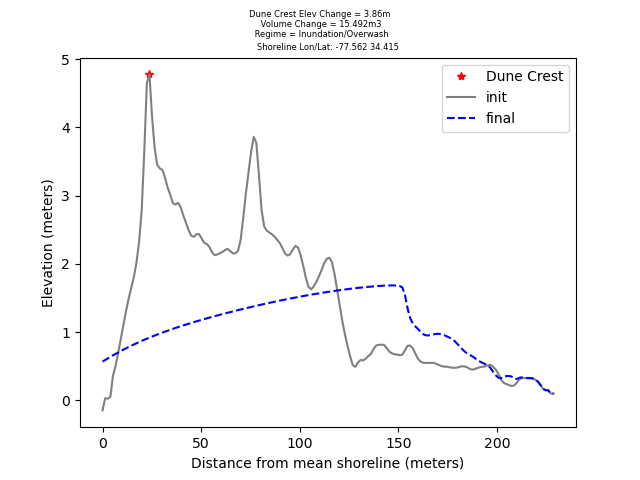 Dune Crest Elev Change = 3.86m
Volume Change = 15.492m3
Regime = Inundation/Overwash
Shoreline Lon/Lat: -77.562 34.415
Dune Crest
init
final
Elevation (meters)
5
4
3
2
1
0
0 50 100 150 200
Distance from mean shoreline (meters)